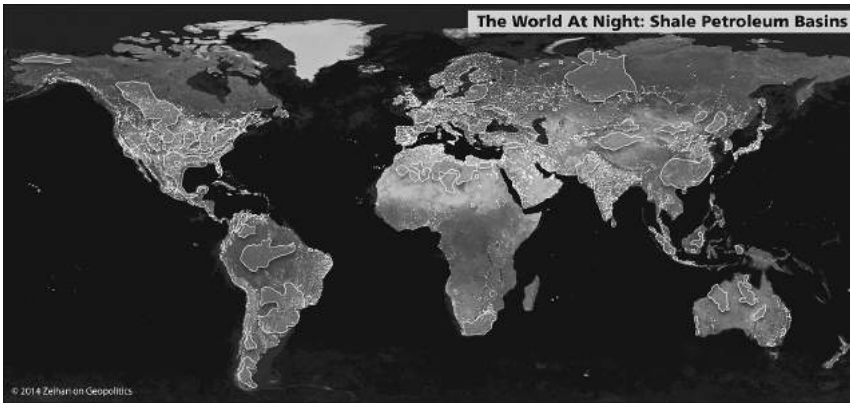 The World At Night: Shale Petroleum Basins
© 2014 Zeihan on Geopolitics